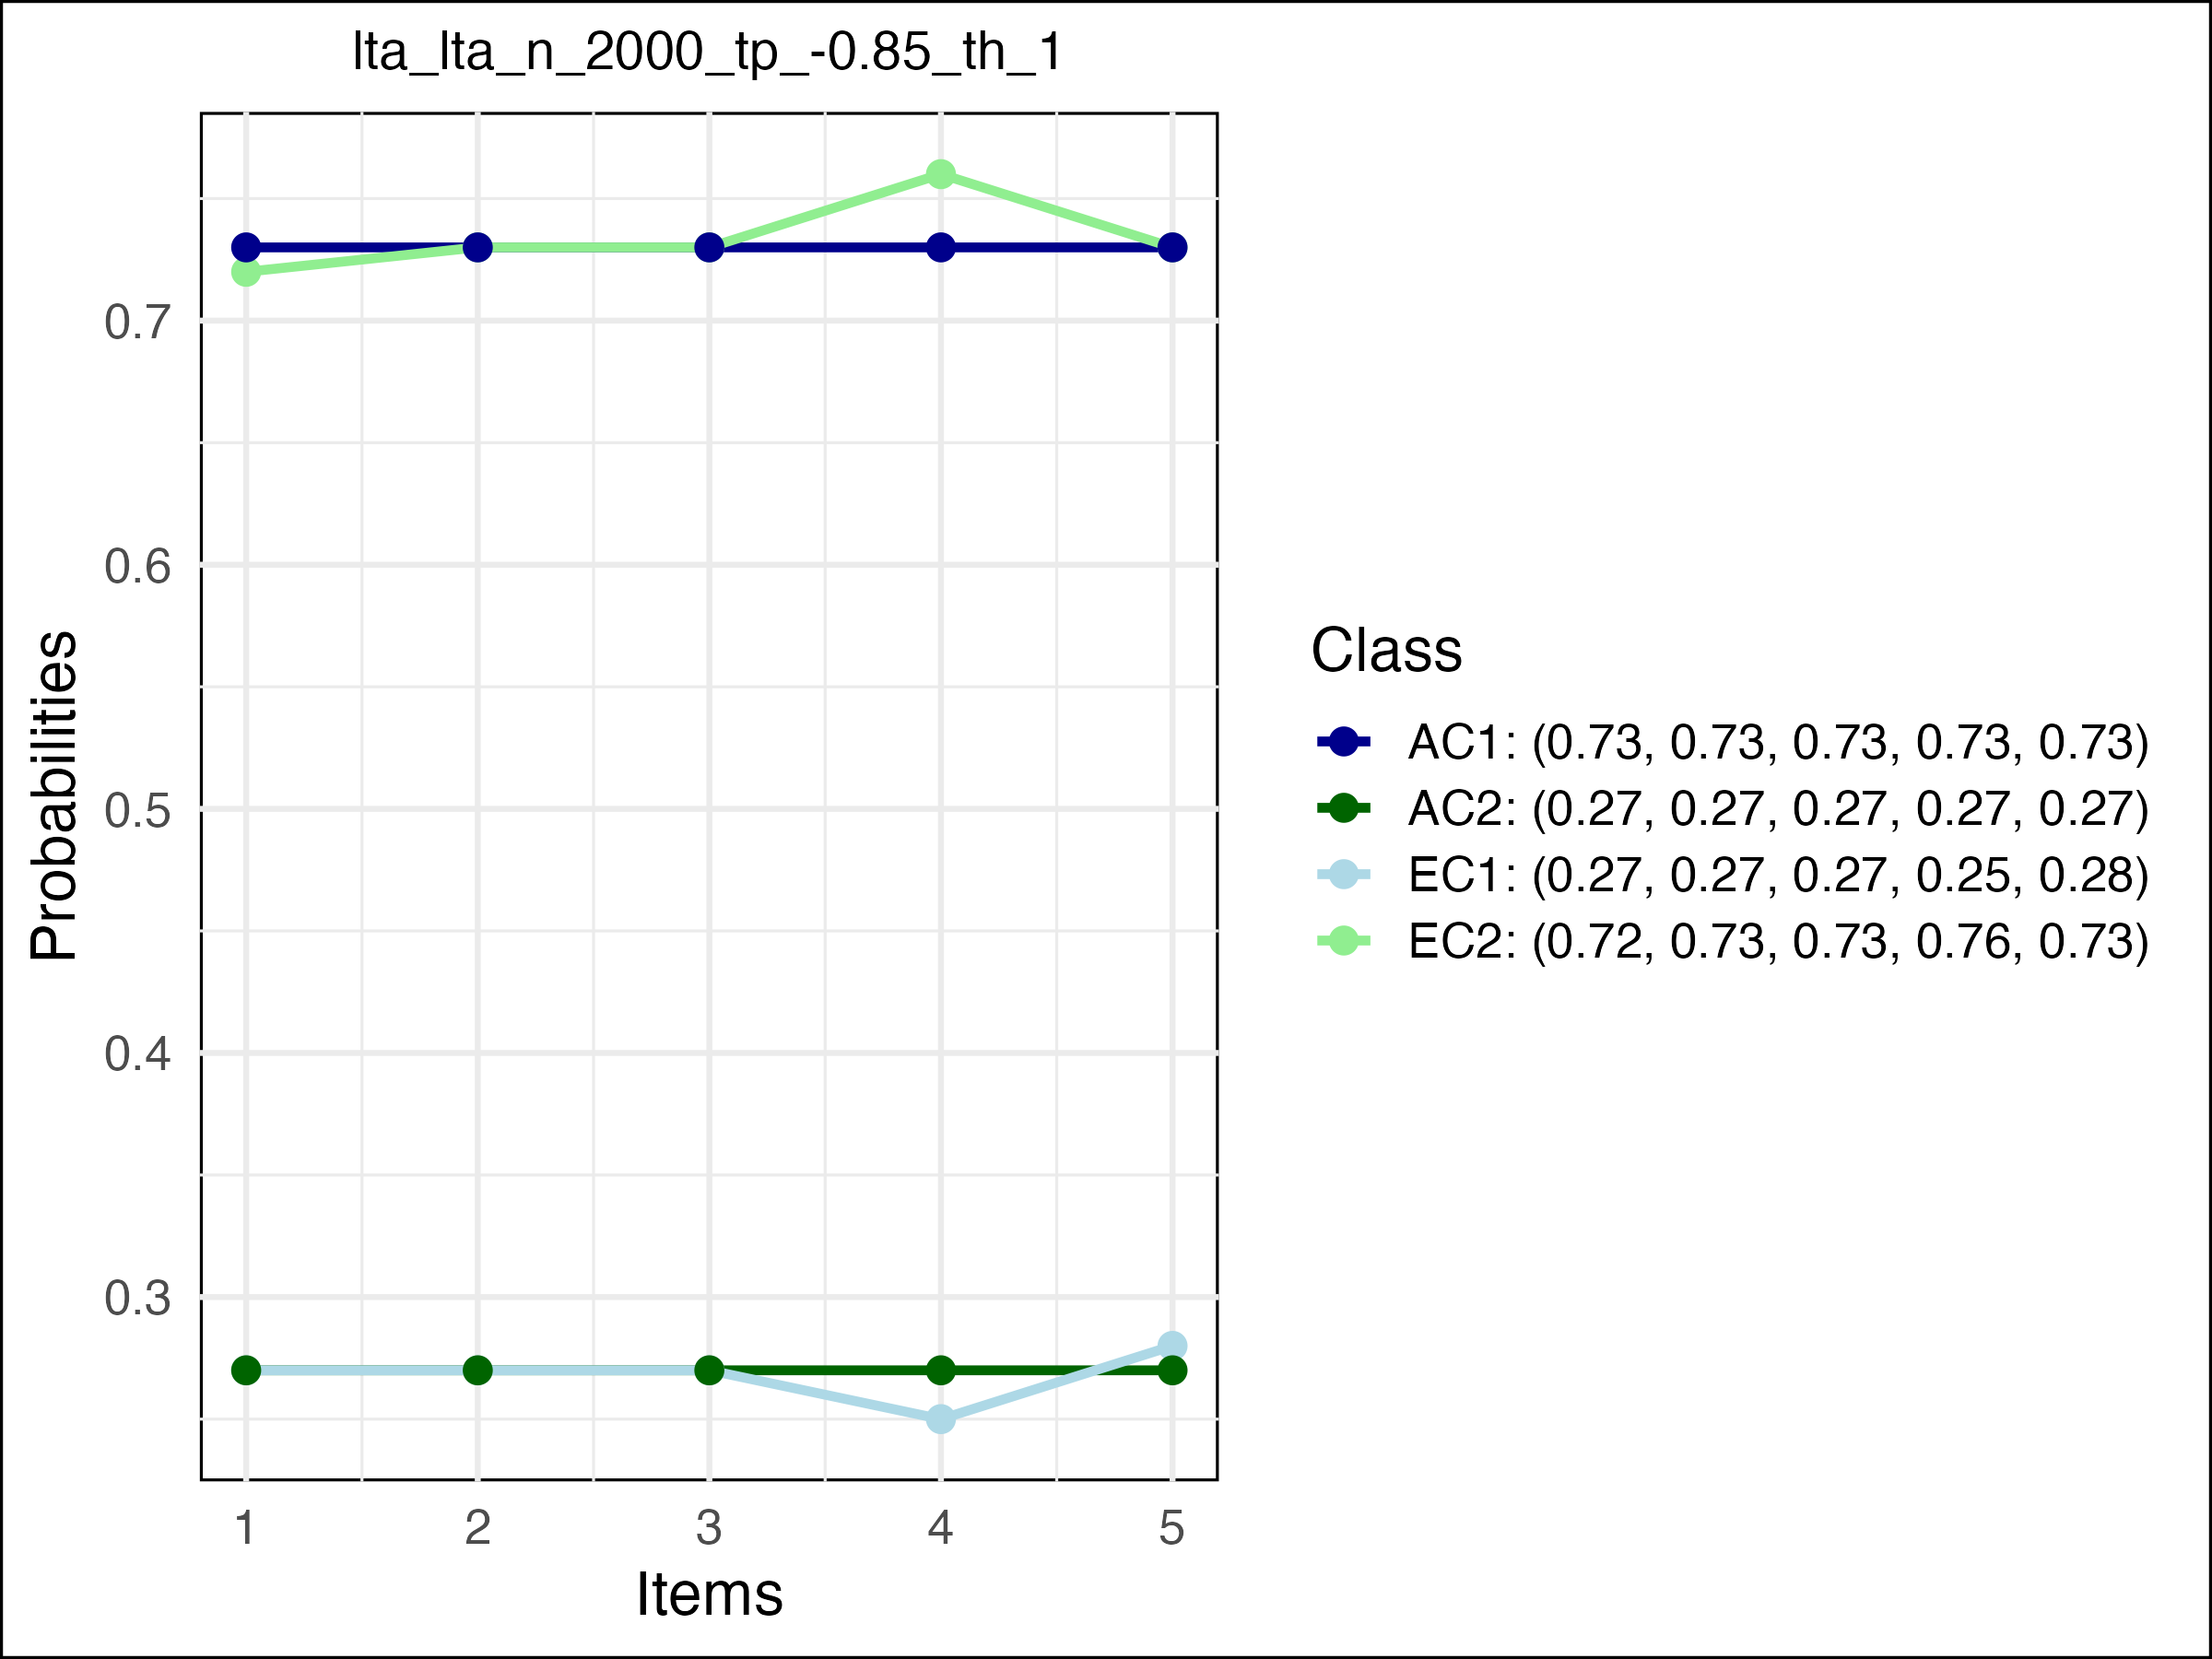 lta_lta_n_2000_tp_-0.85_th_1
Probabilities
0.7
0.6
0.5
0.4
0.3
1 2 3 4 5
Items
Class
AC1: (0.73, 0.73, 0.73, 0.73, 0.73)
AC2: (0.27, 0.27, 0.27, 0.27, 0.27)
EC1: (0.27, 0.27, 0.27, 0.25, 0.28)
EC2: (0.72, 0.73, 0.73, 0.76, 0.73)